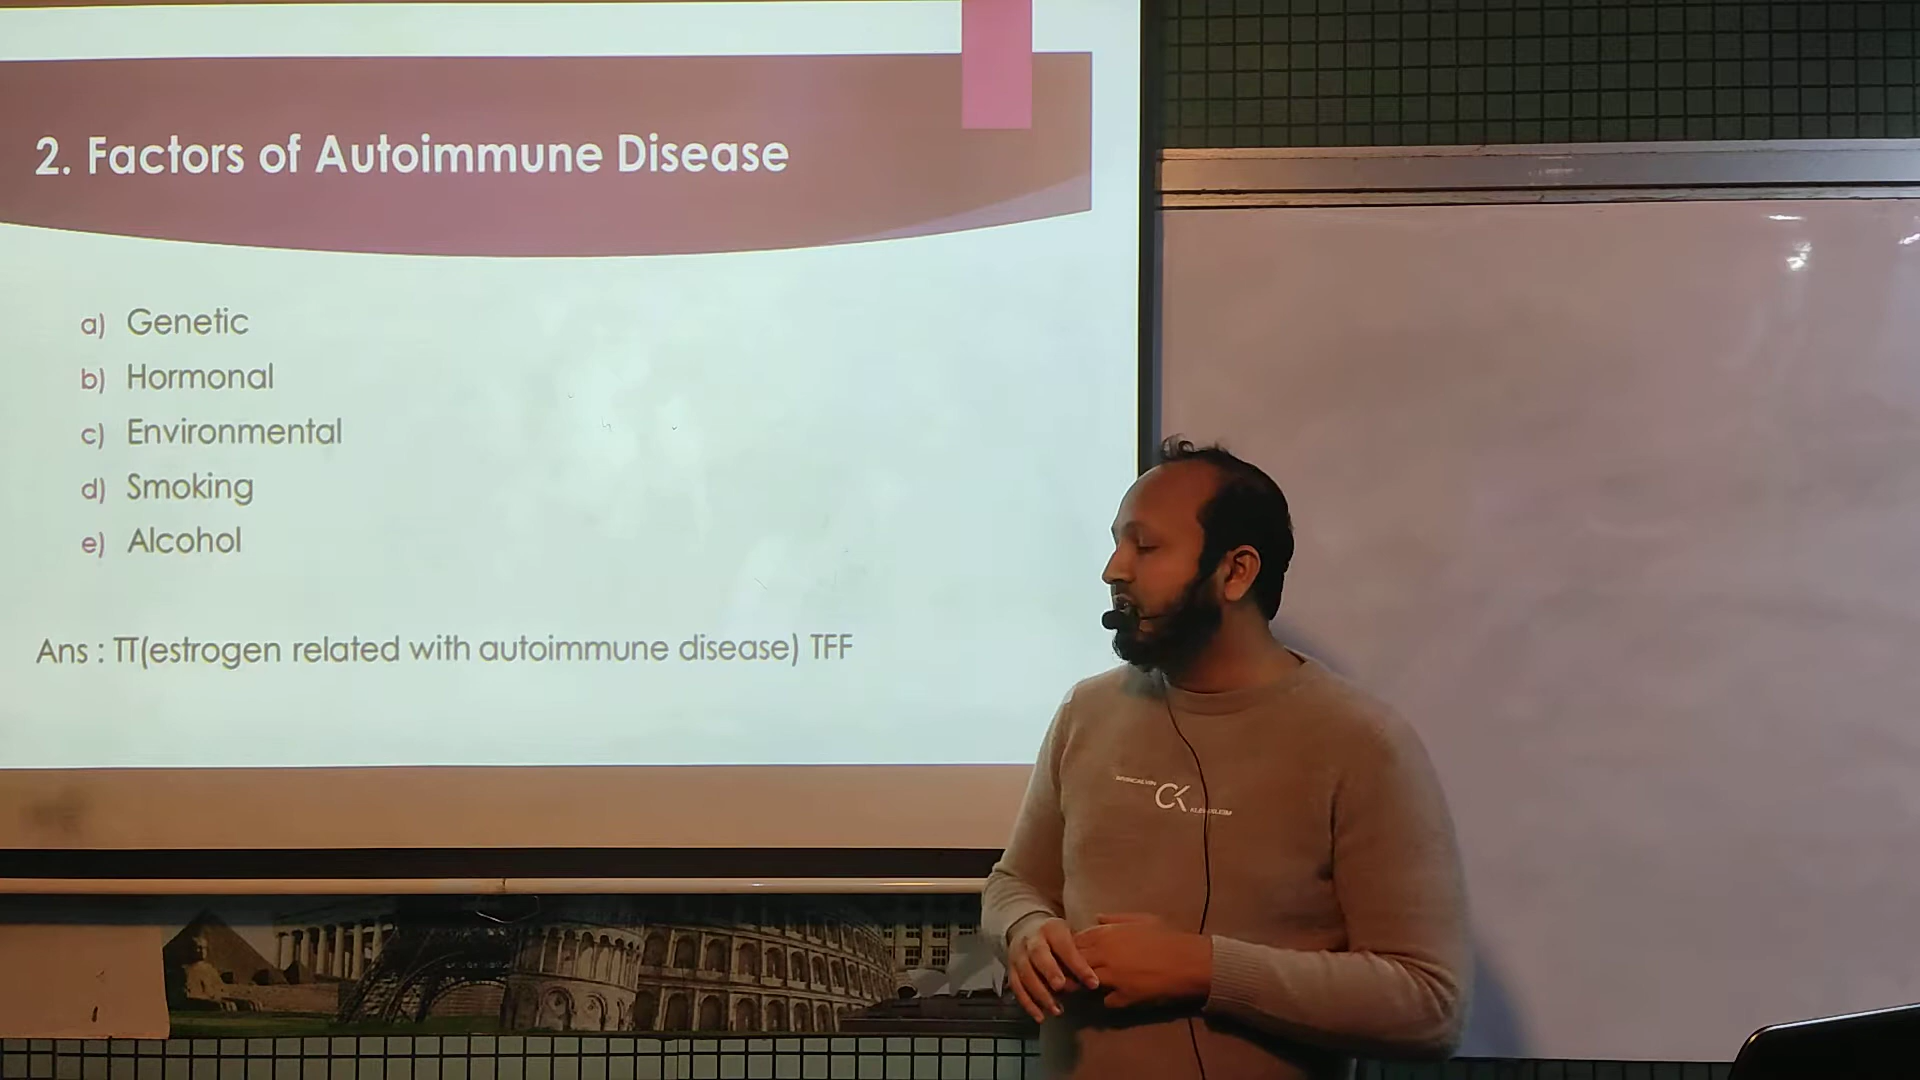 2. Factors of Autoimmune Disease
a) Genetic
b) Hormonal
c) Environmental
d) Smoking
e) Alcohol
Ans : TT(estrogen related with autoimmune disease) TFF
CK